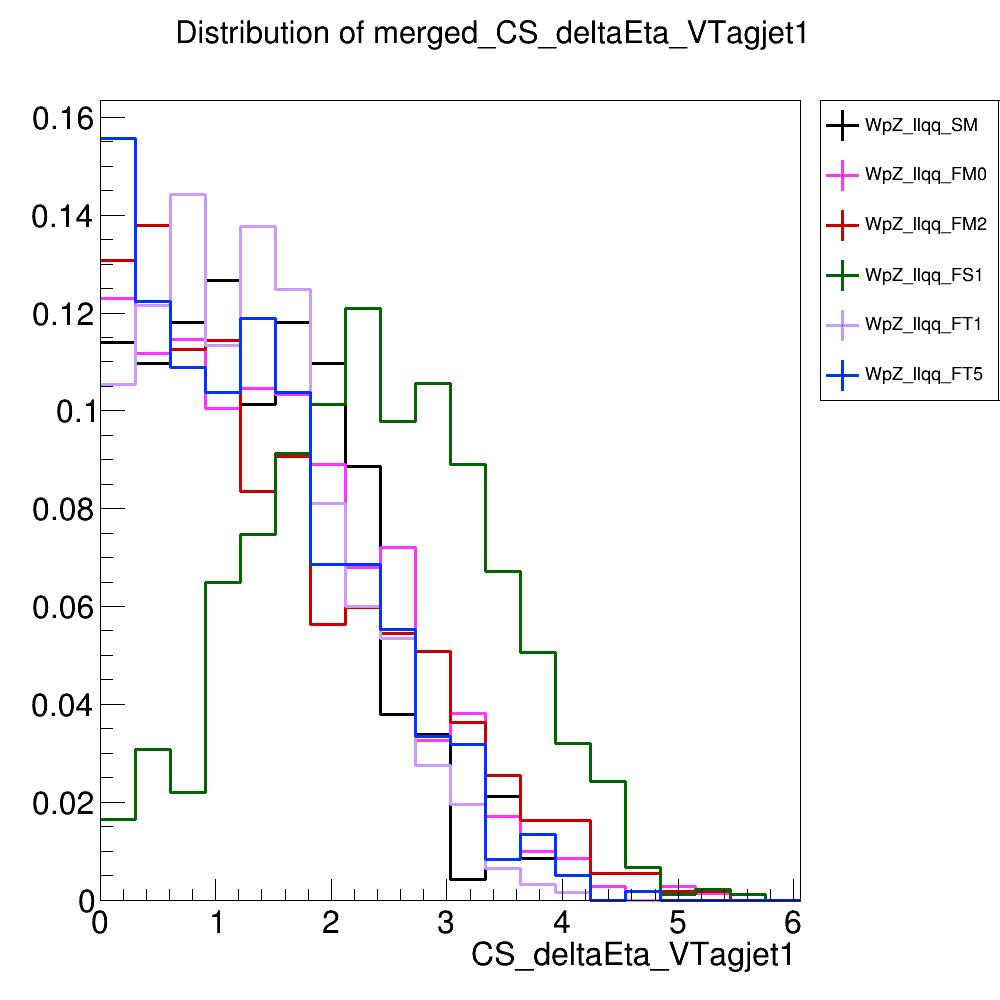 Distribution of merged_CS_deltaEta_VTagjet1
0.16
0.14
0.12
0.1
0.08
0.06
0.04
0.02
0
0 1 2 3 4 5 6
CS_deltaEta_VTagjet1
WpZ_llqq_SM
WpZ_llqq_FM0
WpZ_llqq_FM2
WpZ_llqq_FS1
WpZ_llqq_FT1
WpZ_llqq_FT5